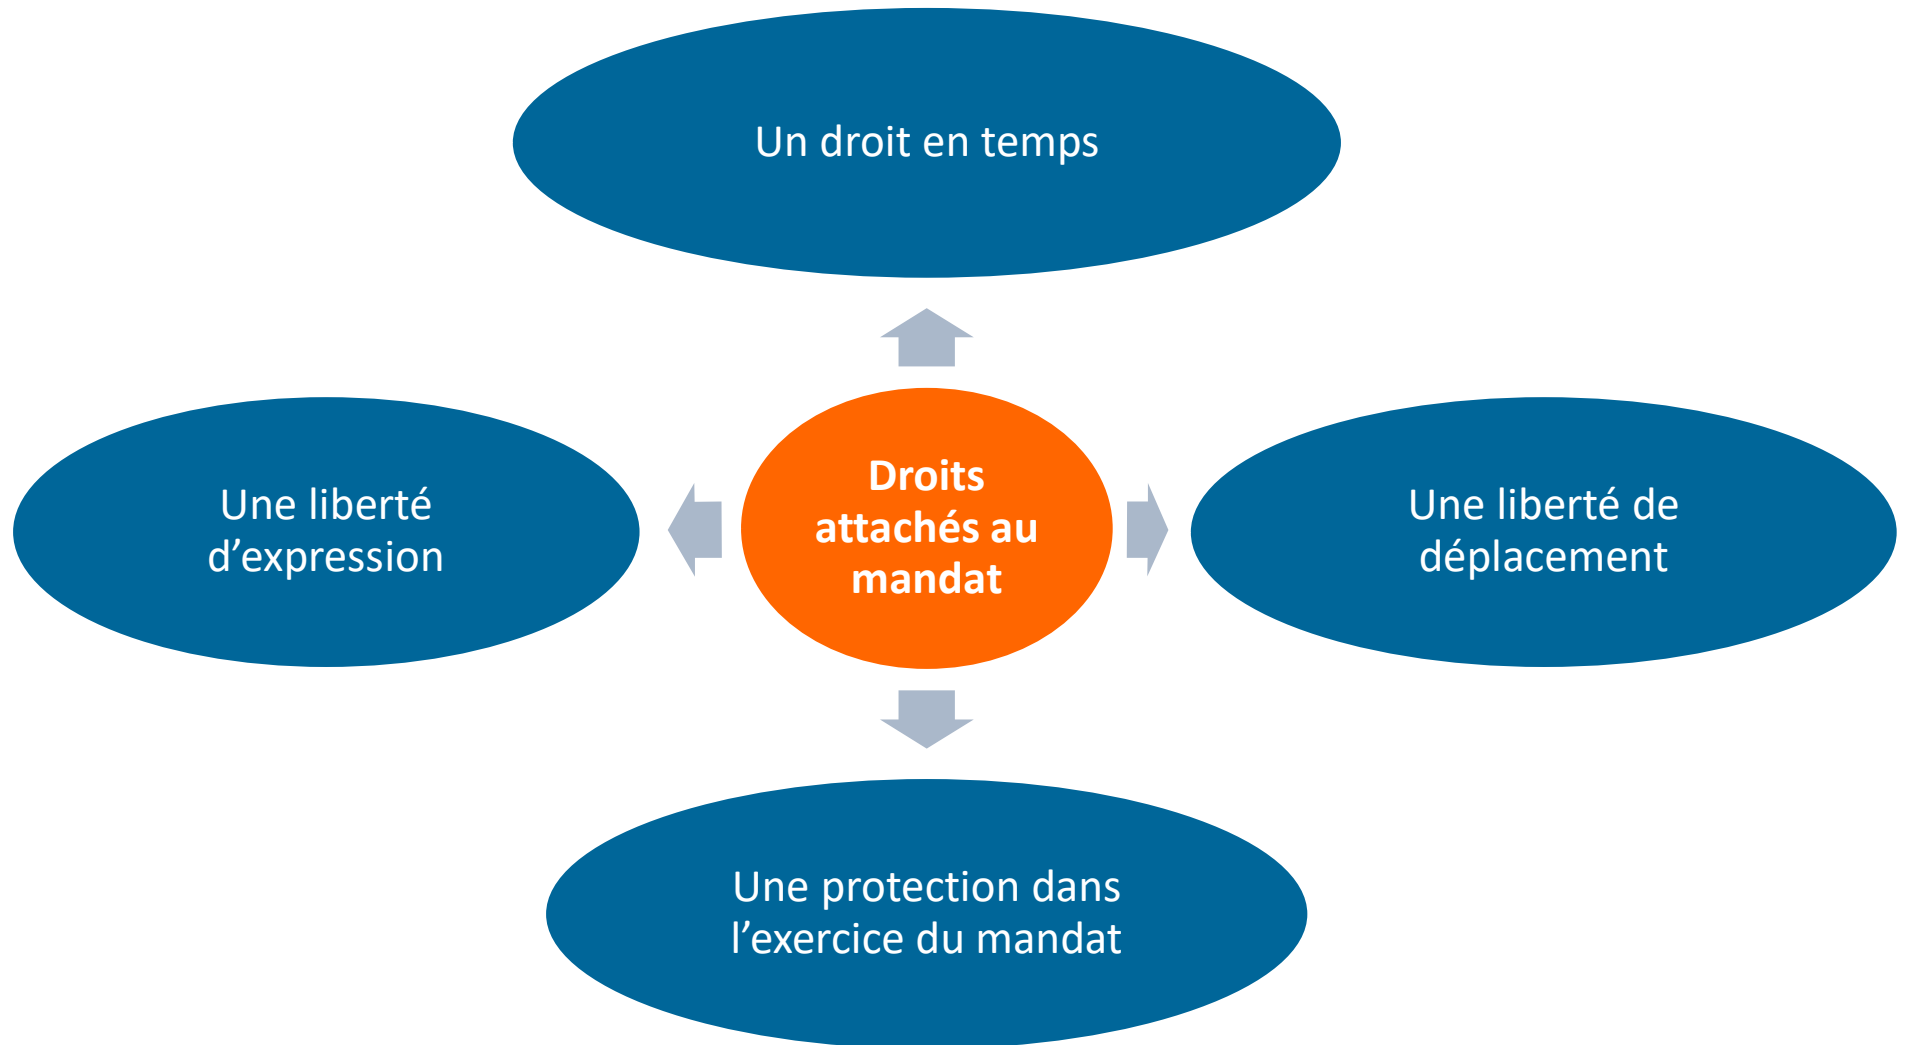 Un droit en temps
Une liberté
d’expression
Droits
attachés au
mandat
Une liberté de
déplacement
Une protection dans
l’exercice du mandat